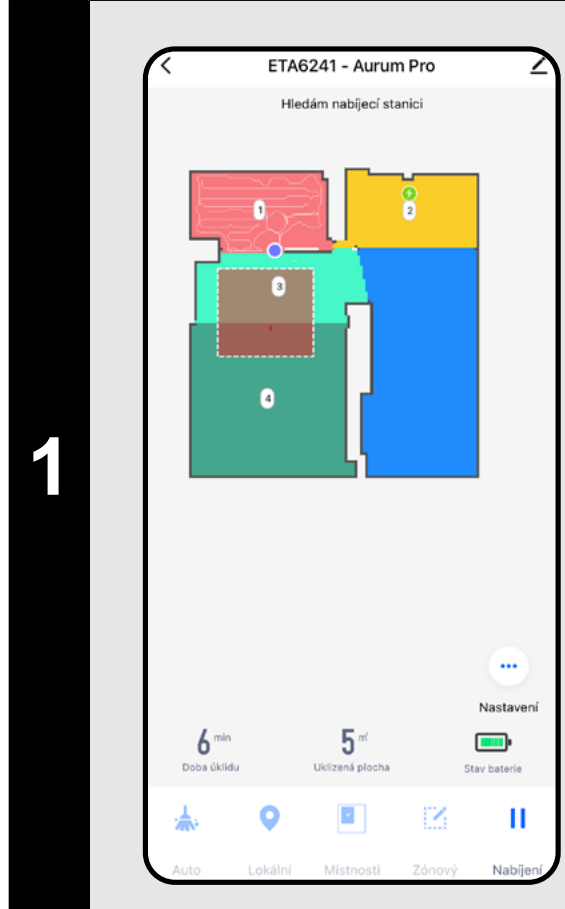 1
ETA6241 - Aurum Pro
Hledám nabíjecí stanici
1
2
3
4
Nastavení
6 min
5 m²
Doba úklidu
Uklizená plocha
Stav baterie
Auto
Lokální
Místnosti
Zónový
Nabíjení